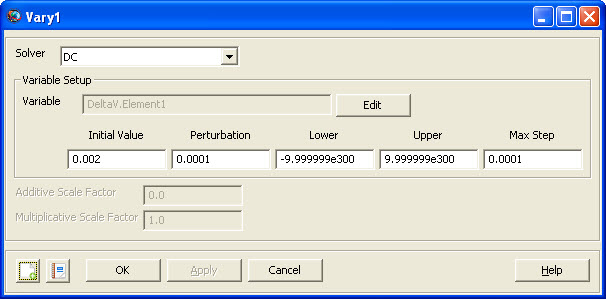 Vary1
Solver DC
Variable Setup
Variable DeltaV.Element1 Edit
Initial Value Perturbation Lower Upper Max Step
0.002 0.0001 -9.999999e300 9.999999e300 0.0001
Additive Scale Factor 0.0
Multiplicative Scale Factor 1.0
OK Apply Cancel Help